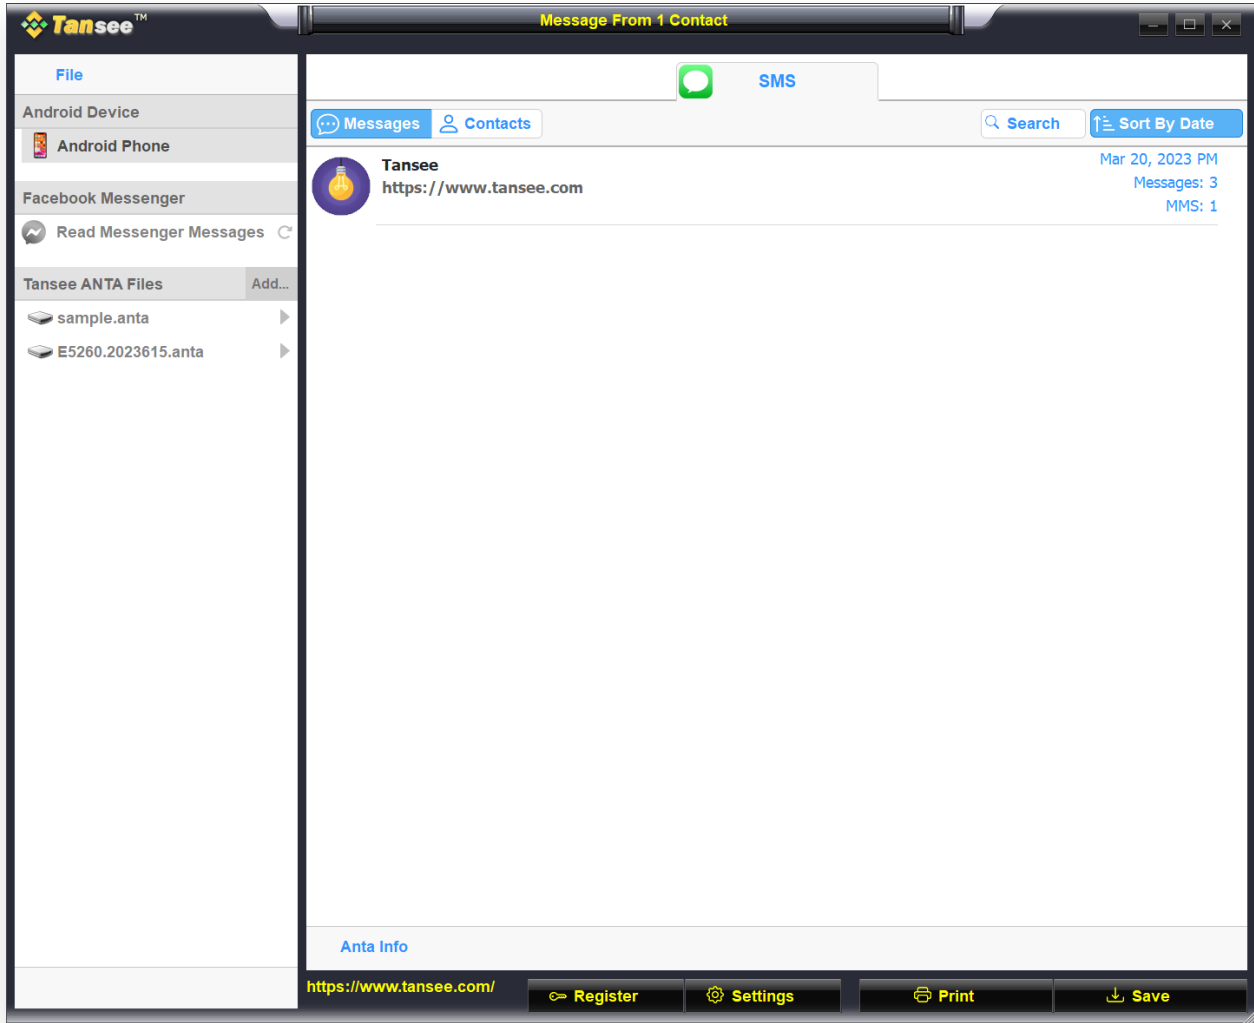 Tansee™
Message From 1 Contact
File
Android Device
Android Phone
Facebook Messenger
Read Messenger Messages
Tansee ANTA Files
Add...
sample.anta
E5260.2023615.anta
SMS
Messages
Contacts
Search
Sort By Date
Tansee
https://www.tansee.com
Mar 20, 2023 PM
Messages: 3
MMS: 1
Anta Info
https://www.tansee.com/
Register
Settings
Print
Save